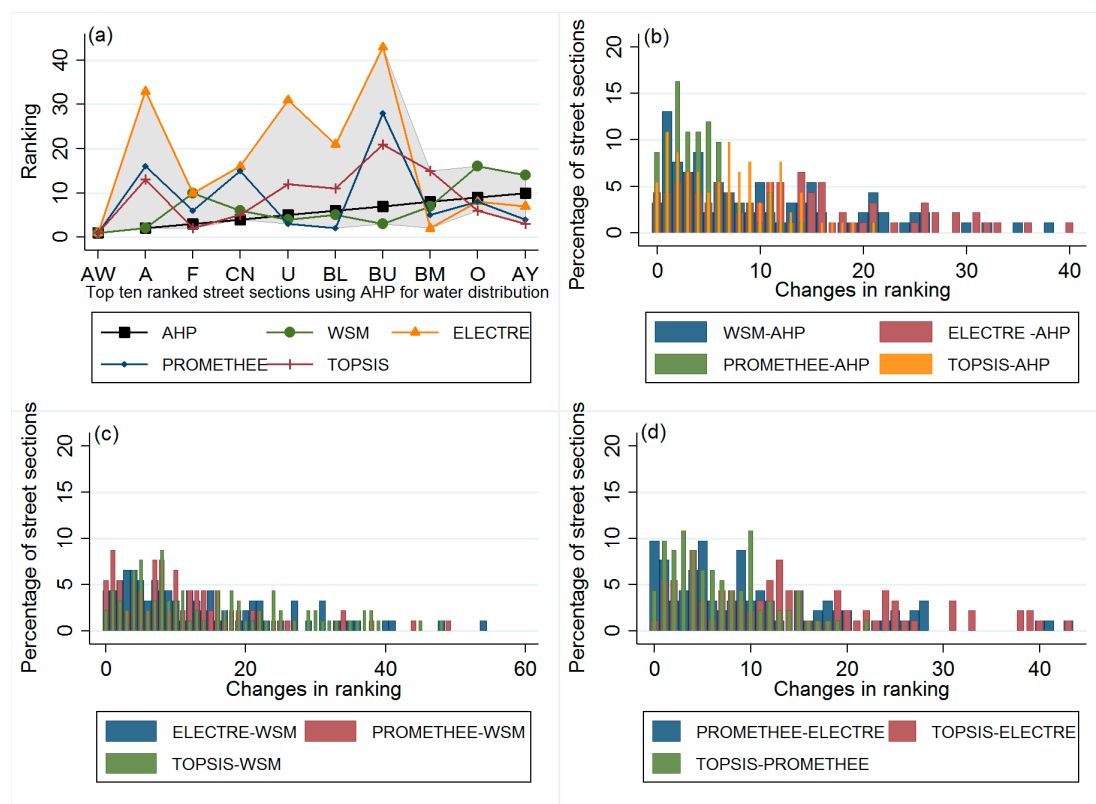 (a)
Ranking
40
30
20
10
0
AW A F CN U BL BU BM O AY
Top ten ranked street sections using AHP for water distribution
AHP WSM ELECTRE
PROMETHEE TOPSIS
(b)
Percentage of street sections
20
15
10
5
0
0 10 20 30 40
Changes in ranking
WSM-AHP ELECTRE -AHP
PROMETHEE-AHP TOPSIS-AHP
(c)
Percentage of street sections
20
15
10
5
0
0 20 40 60
Changes in ranking
ELECTRE-WSM PROMETHEE-WSM
TOPSIS-WSM
(d)
Percentage of street sections
20
15
10
5
0
0 10 20 30 40
Changes in ranking
PROMETHEE-ELECTRE TOPSIS-ELECTRE
TOPSIS-PROMETHEE